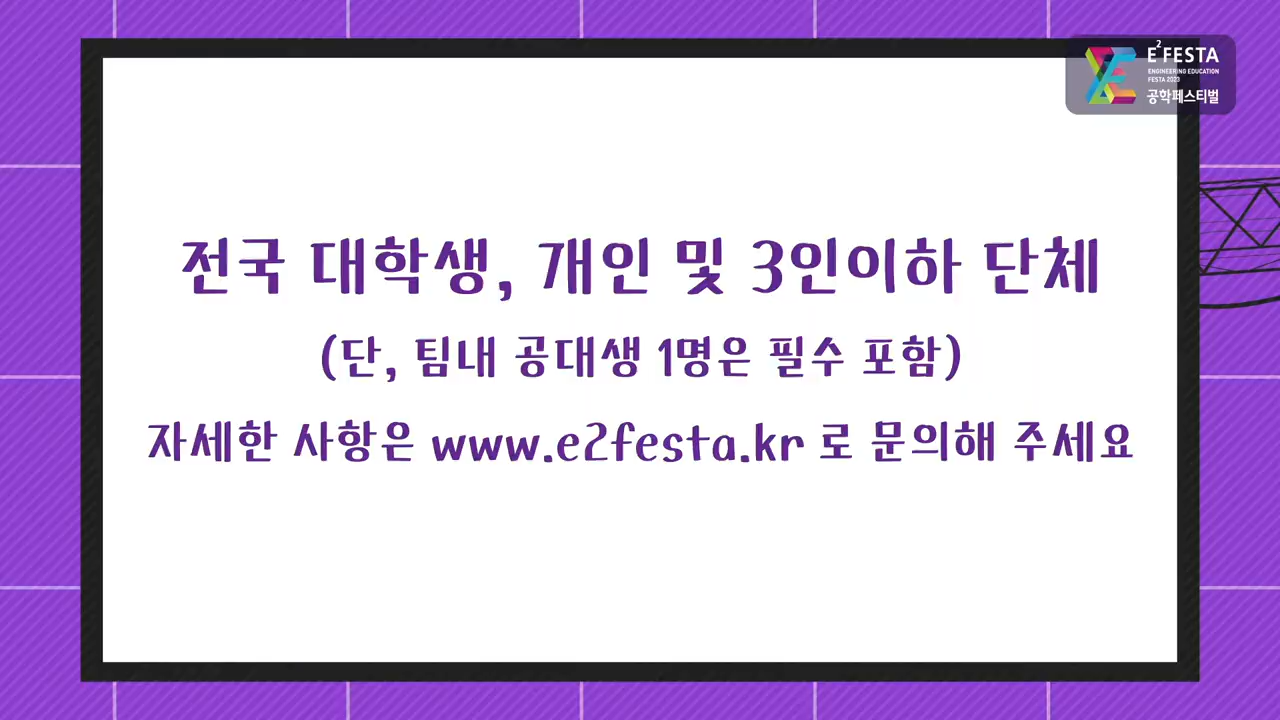 E²FESTA
ENGINEERING EDUCATION
FESTA 2023
공학페스티벌
전국 대학생, 개인 및 3인이하 단체
(단, 팀내 공대생 1명은 필수 포함)
자세한 사항은 www.e2festa.kr 로 문의해 주세요